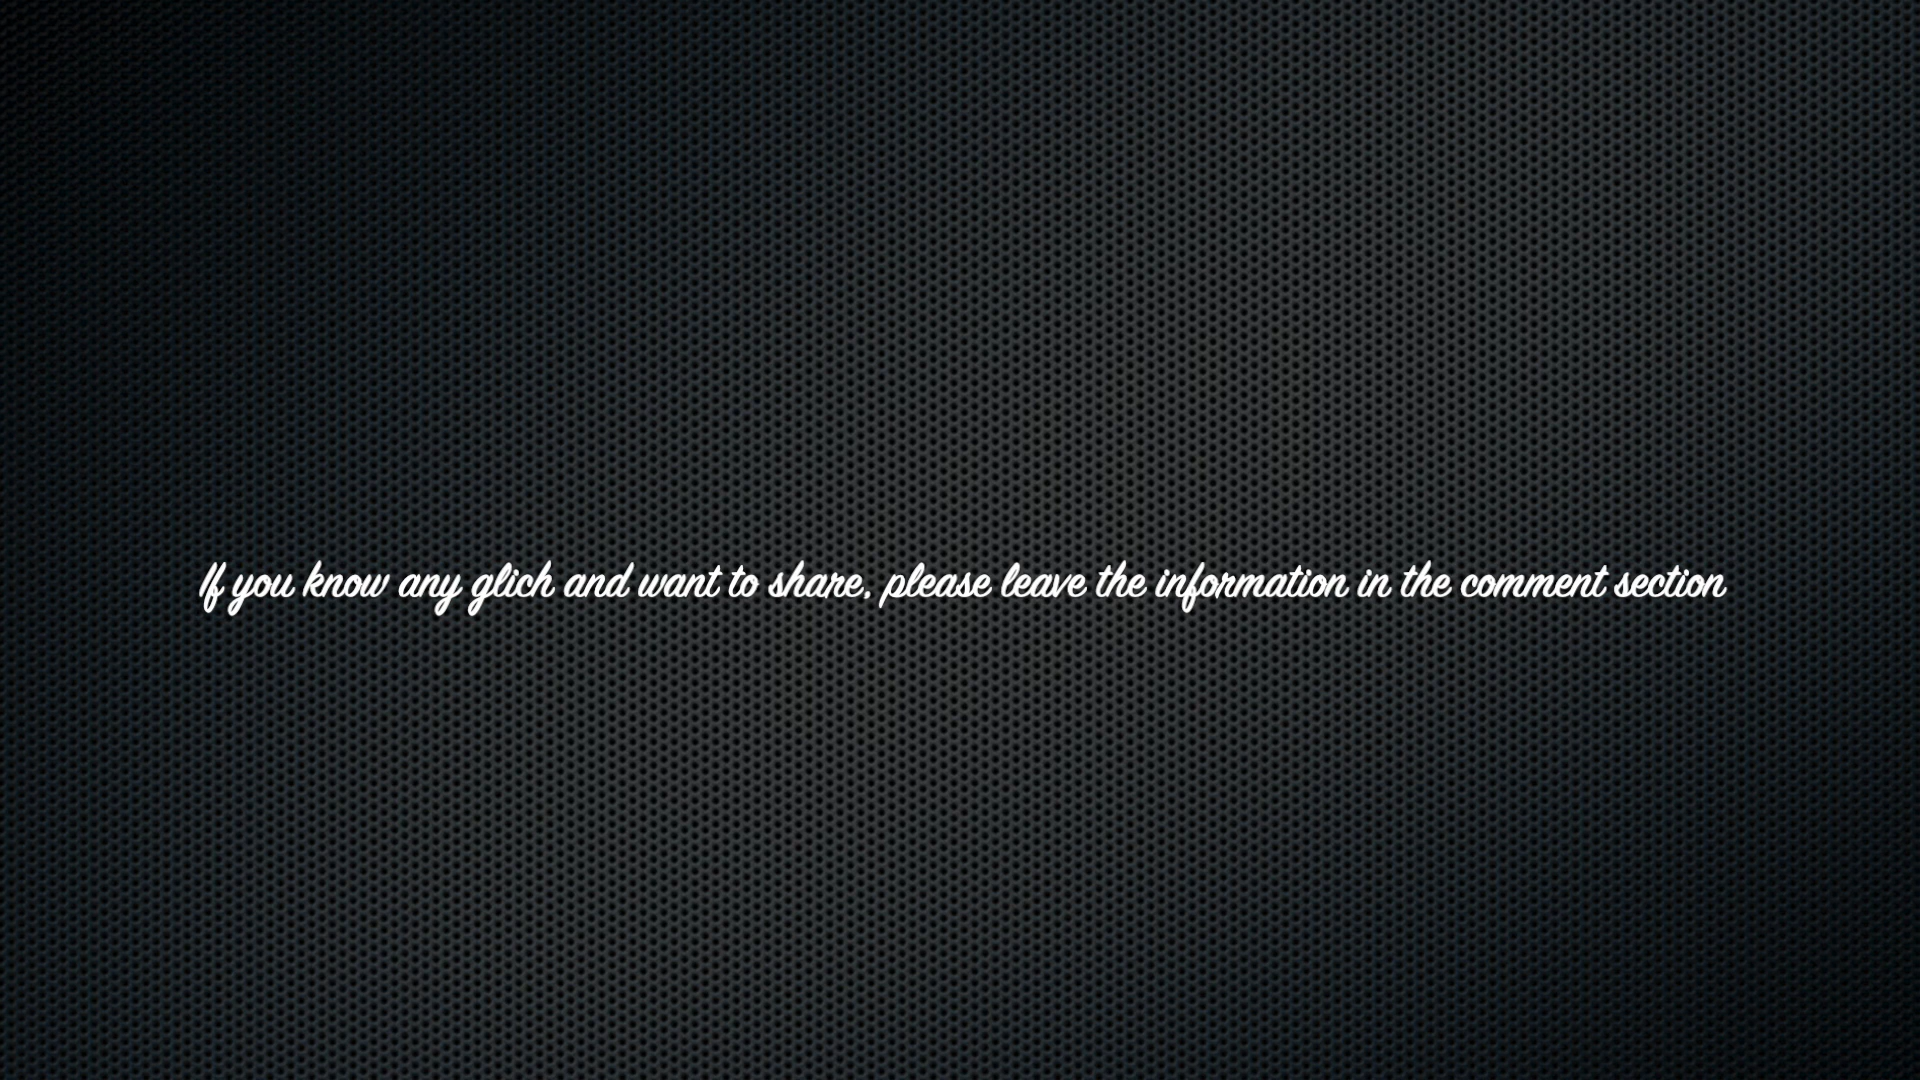 If you know any glich and want to share, please leave the information in the comment section